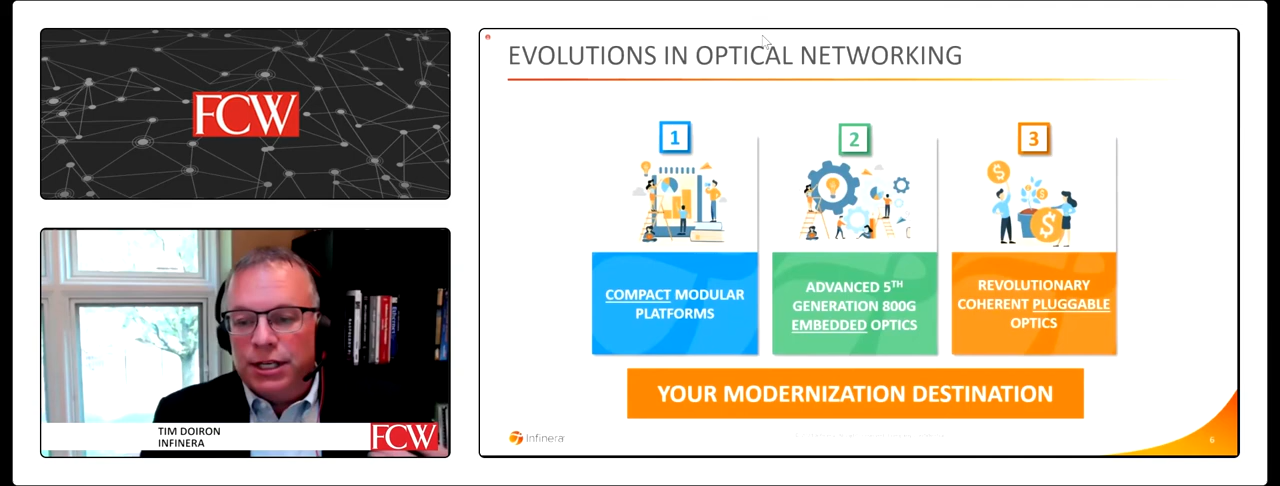 FCW
EVOLUTIONS IN OPTICAL NETWORKING
1
2
3
COMPACT MODULAR
PLATFORMS
ADVANCED 5TH
GENERATION 800G
EMBEDDED OPTICS
REVOLUTIONARY
COHERENT PLUGGABLE
OPTICS
YOUR MODERNIZATION DESTINATION
Infinera
6
TIM DOIRON
INFINERA
FCW